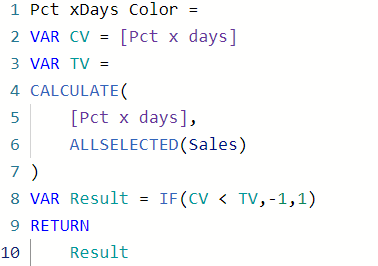 1 Pct xDays Color =
2 VAR CV = [Pct x days]
3 VAR TV =
4 CALCULATE(
5     [Pct x days],
6     ALLSELECTED(Sales)
7 )
8 VAR Result = IF(CV < TV,-1,1)
9 RETURN
10     Result